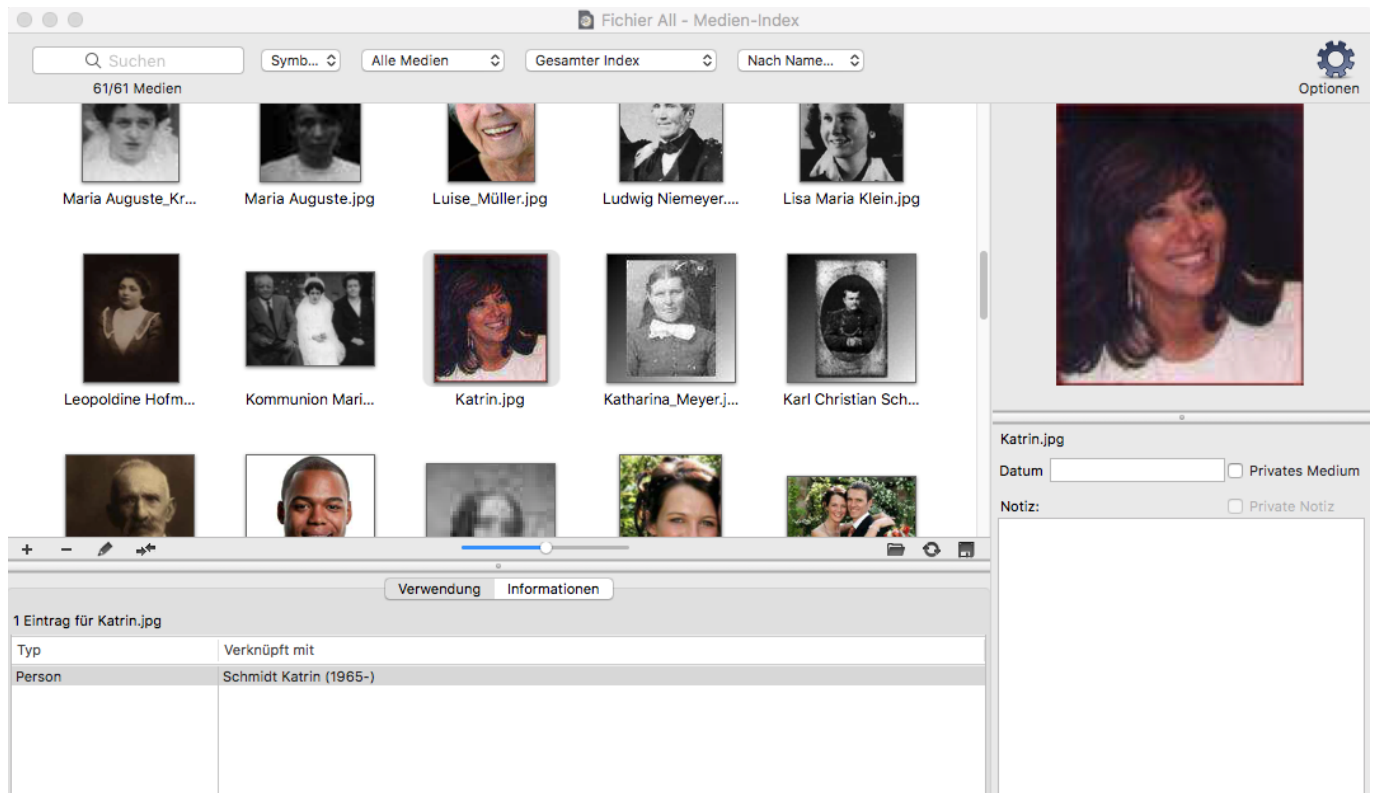 Fichier All - Medien-Index
Suchen
Symb...
Alle Medien
Gesamter Index
Nach Name...
61/61 Medien
Optionen
Maria Auguste_Kr...
Maria Auguste.jpg
Luise_Müller.jpg
Ludwig Niemeyer....
Lisa Maria Klein.jpg
Leopoldine Hofm...
Kommunion Mari...
Katrin.jpg
Katharina_Meyer.j...
Karl Christian Sch...
Katrin.jpg
Datum
Privates Medium
Notiz:
Private Notiz
Verwendung
Informationen
1 Eintrag für Katrin.jpg
Typ
Verknüpft mit
Person
Schmidt Katrin (1965-)